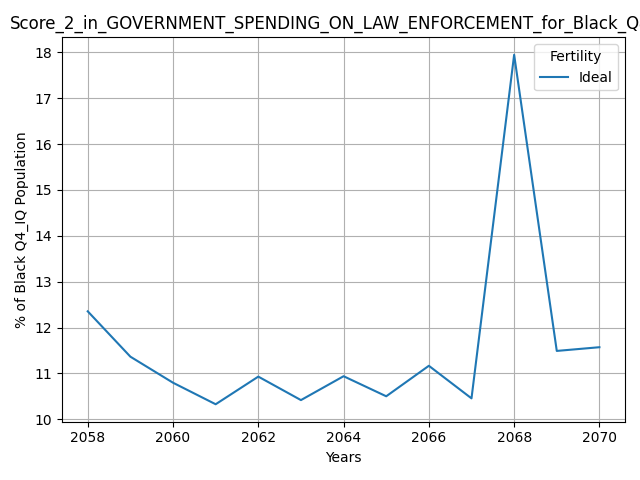 Score_2_in_GOVERNMENT_SPENDING_ON_LAW_ENFORCEMENT_for_Black_Q
Fertility
Ideal
% of Black Q4_IQ Population
18
17
16
15
14
13
12
11
10
2058 2060 2062 2064 2066 2068 2070
Years